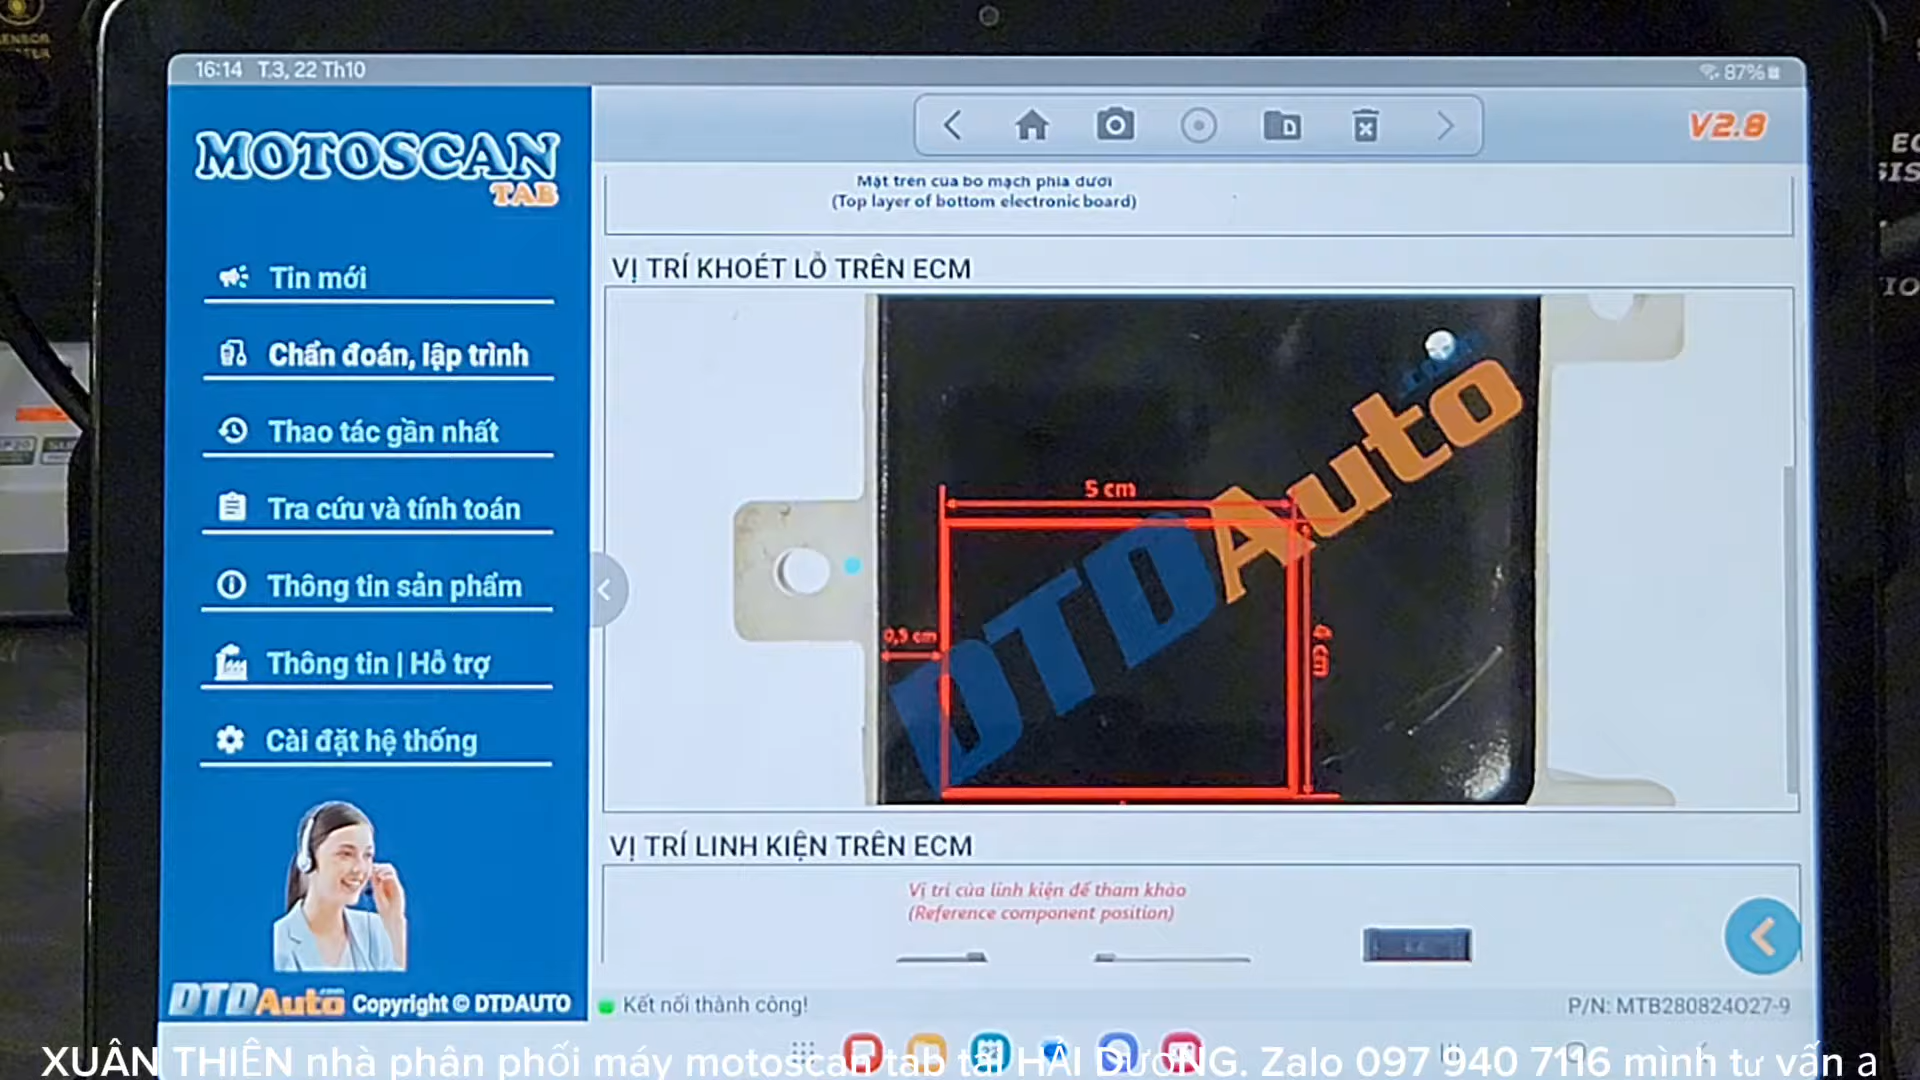 16:14 T.3, 22 Th10
87%
MOTOSCAN
TAB
V2.8
Tin mới
Chẩn đoán, lập trình
Thao tác gần nhất
Tra cứu và tính toán
Thông tin sản phẩm
Thông tin | Hỗ trợ
Cài đặt hệ thống
DTDAuto.com Copyright © DTDAUTO
Mặt trên của bo mạch phía dưới
(Top layer of bottom electronic board)
VỊ TRÍ KHOÉT LỖ TRÊN ECM
5 cm
0,9 cm
DTDAuto
VỊ TRÍ LINH KIỆN TRÊN ECM
Vị trí của linh kiện để tham khảo
(Reference component position)
Kết nối thành công!
P/N: MTB280824O27-9
XUÂN THIÊN nhà phân phối máy motoscan tab tại HẢI DƯƠNG. Zalo 097 940 7116 mình tư vấn ạ